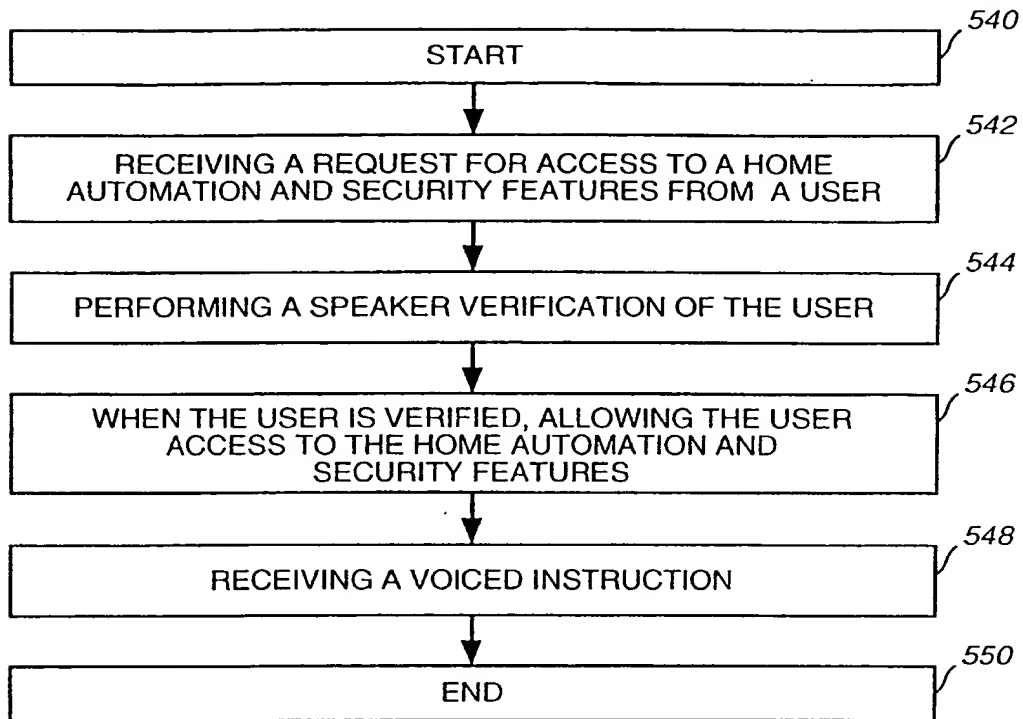 540
START
542
RECEIVING A REQUEST FOR ACCESS TO A HOME
AUTOMATION AND SECURITY FEATURES FROM A USER
544
PERFORMING A SPEAKER VERIFICATION OF THE USER
546
WHEN THE USER IS VERIFIED, ALLOWING THE USER
ACCESS TO THE HOME AUTOMATION AND
SECURITY FEATURES
548
RECEIVING A VOICED INSTRUCTION
550
END